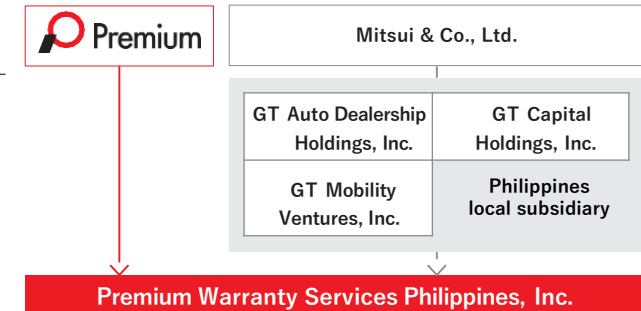 Premium
Mitsui & Co., Ltd.
GT Auto Dealership
Holdings, Inc.
GT Capital
Holdings, Inc.
GT Mobility
Ventures, Inc.
Philippines
local subsidiary
Premium Warranty Services Philippines, Inc.